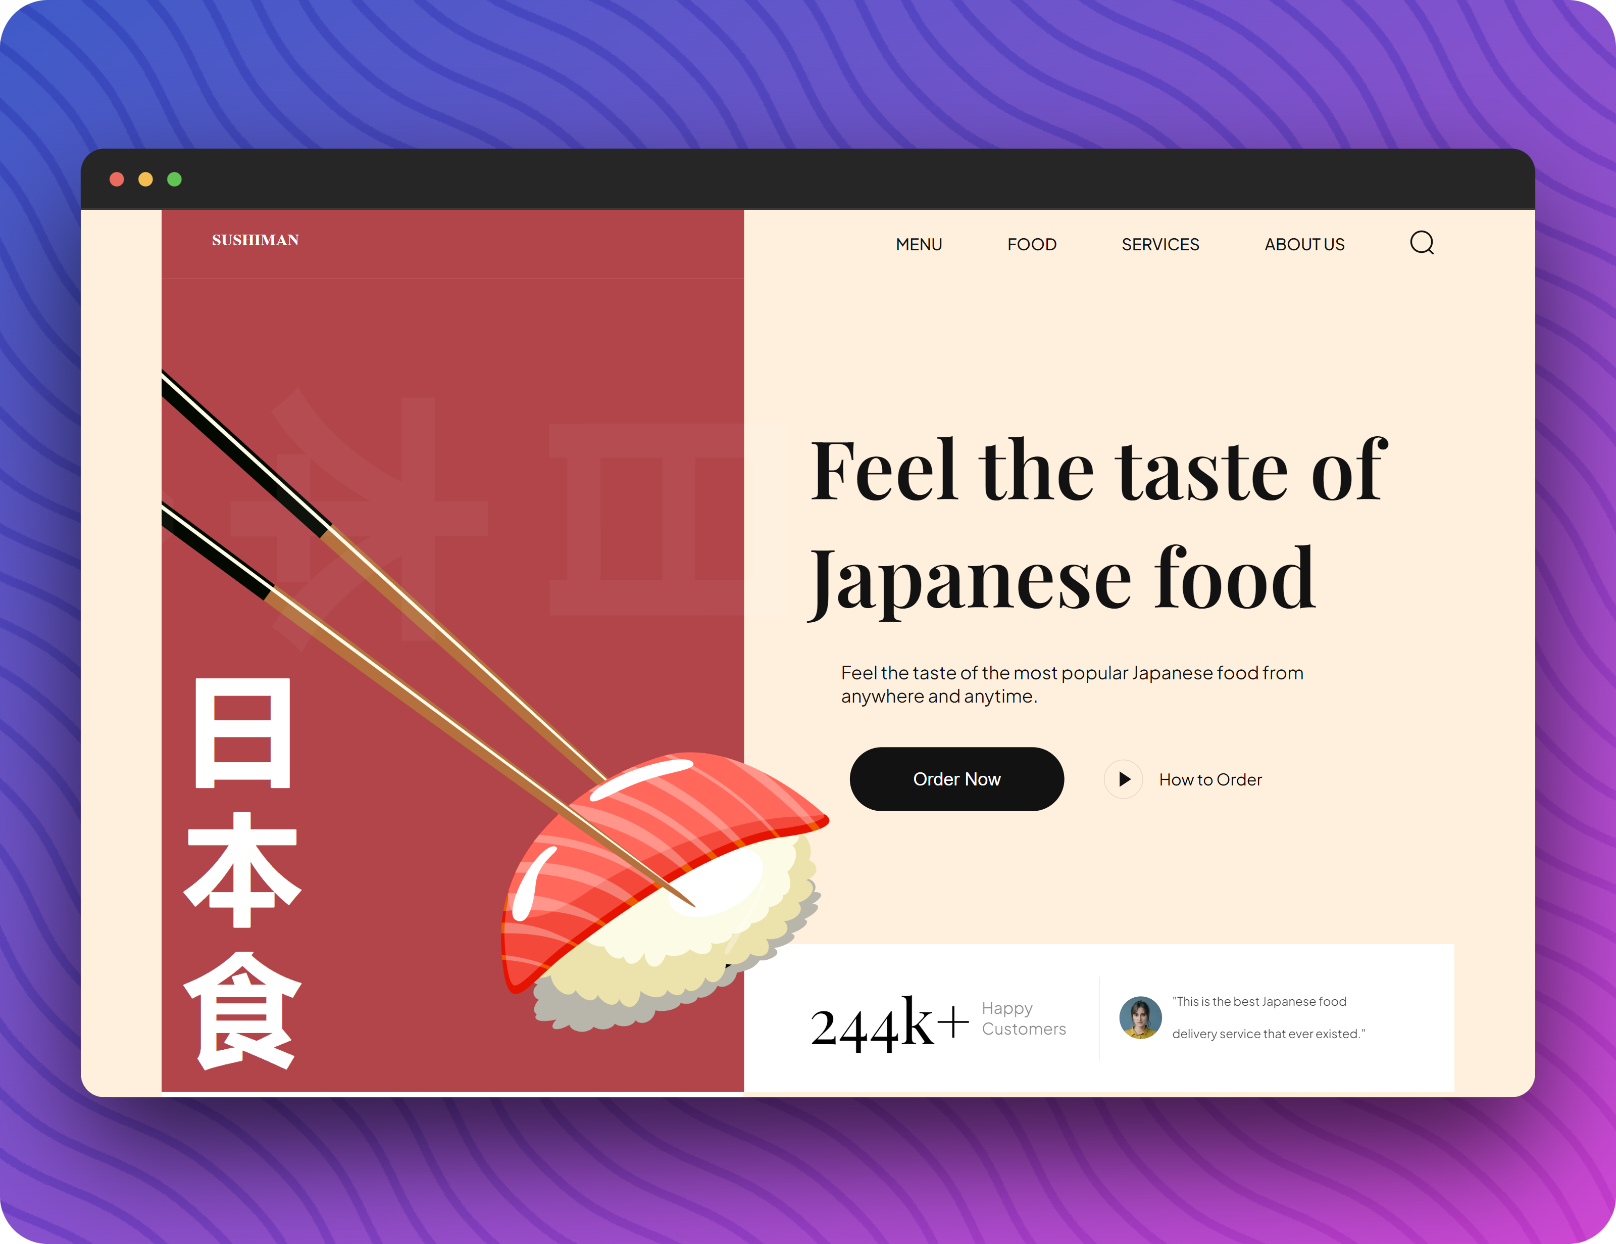 SUSHIMAN
MENU FOOD SERVICES ABOUT US
日
本
食
Feel the taste of
Japanese food
Feel the taste of the most popular Japanese food from
anywhere and anytime.
Order Now
How to Order
244k+
Happy
Customers
"This is the best Japanese food
delivery service that ever existed."